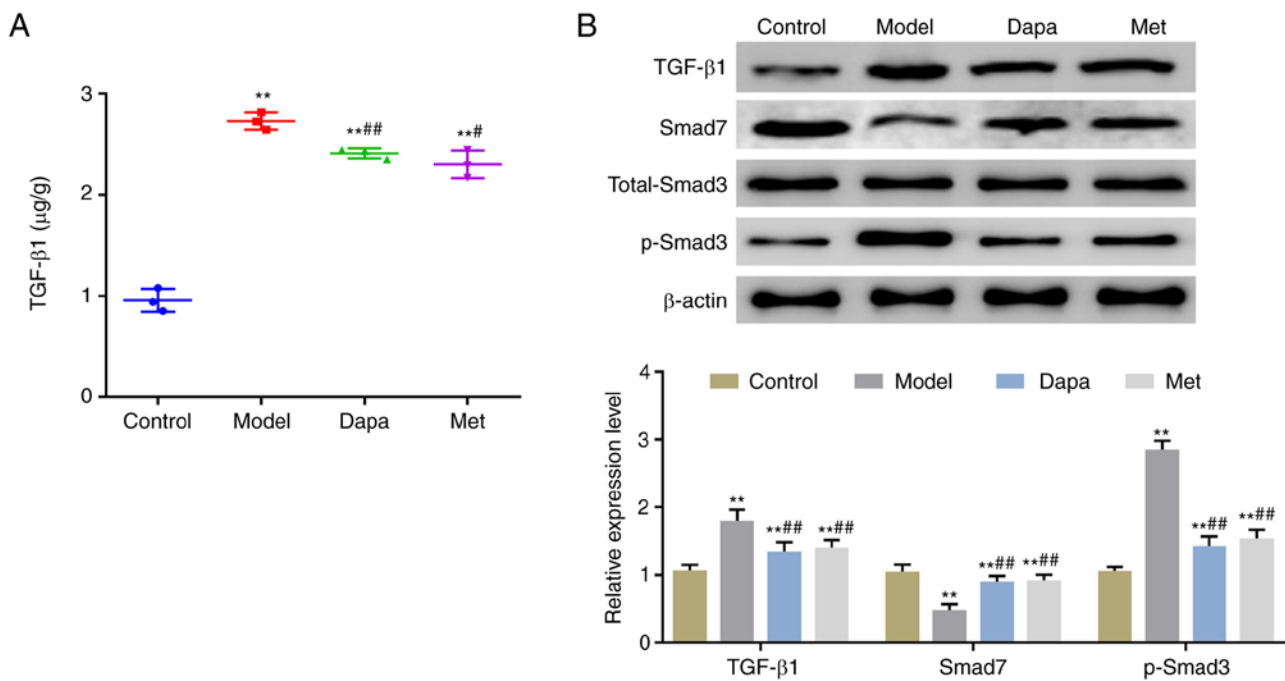 A
TGF-β1 (μg/g)
3
2
1
0
**
**##
**#
Control Model Dapa Met
B
Control Model Dapa Met
TGF-β1
Smad7
Total-Smad3
p-Smad3
β-actin
Relative expression level
4
3
2
1
0
Control Model Dapa Met
**
**##
**##
**
**##
**##
**
**##
**##
TGF-β1 Smad7 p-Smad3